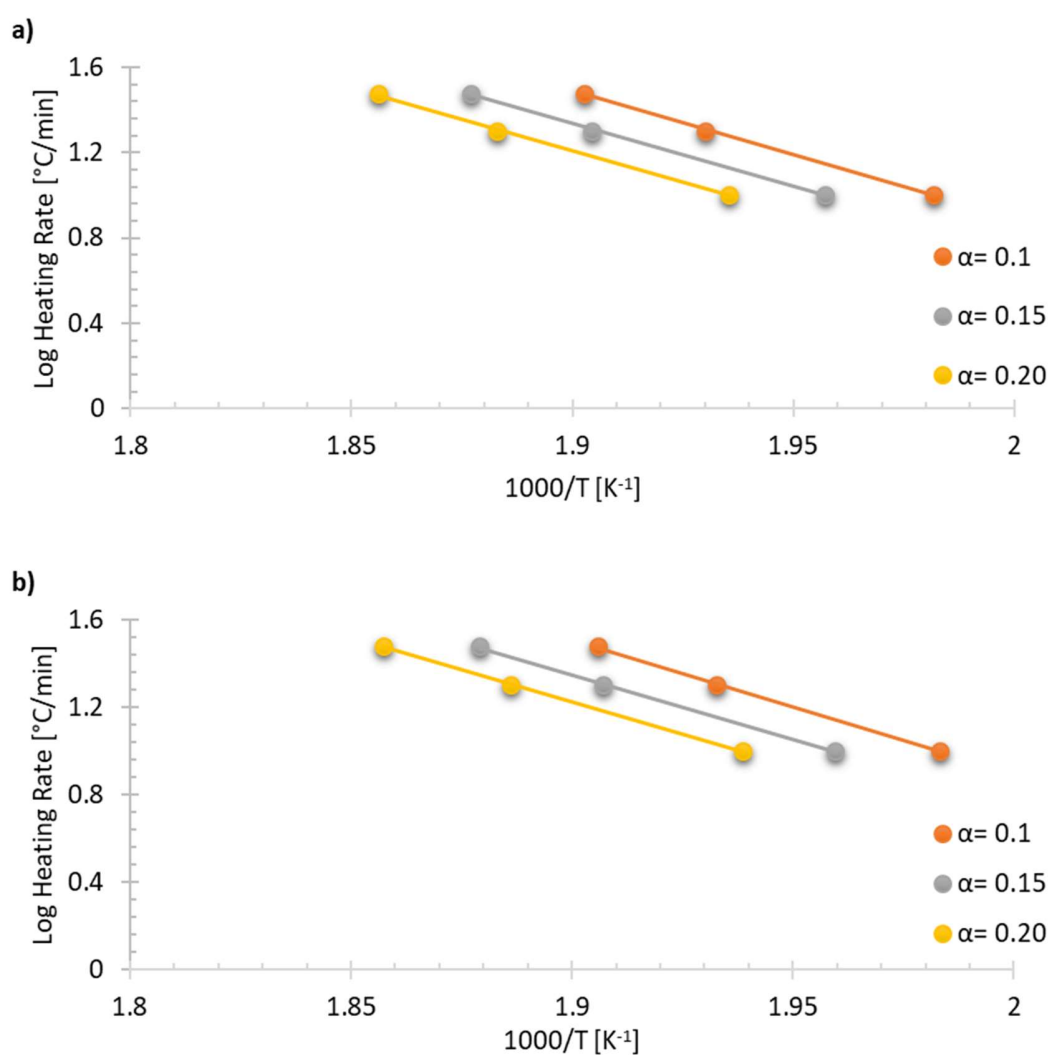 a)
1.6
1.2
0.8
0.4
0
Log Heating Rate [°C/min]
1.8 1.85 1.9 1.95 2
1000/T [K⁻¹]
α= 0.1
α= 0.15
α= 0.20
b)
1.6
1.2
0.8
0.4
0
Log Heating Rate [°C/min]
1.8 1.85 1.9 1.95 2
1000/T [K⁻¹]
α= 0.1
α= 0.15
α= 0.20